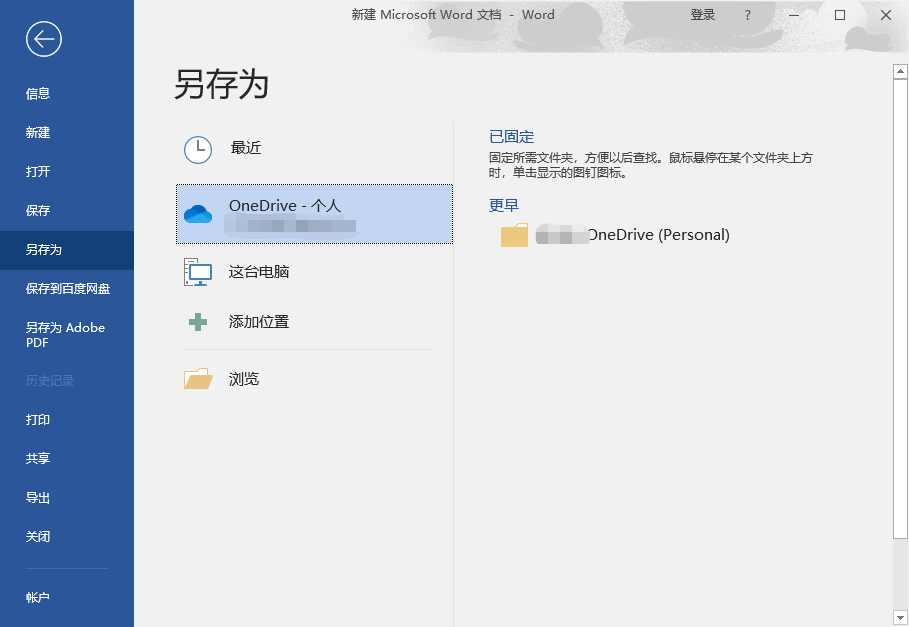 新建 Microsoft Word 文档 - Word
登录
?
信息
新建
打开
保存
另存为
保存到百度网盘
另存为 Adobe
PDF
历史记录
打印
共享
导出
关闭
帐户
另存为
最近
OneDrive - 个人
这台电脑
添加位置
浏览
已固定
固定所需文件夹，方便以后查找。鼠标悬停在某个文件夹上方
时，单击显示的图钉图标。
更早
OneDrive (Personal)